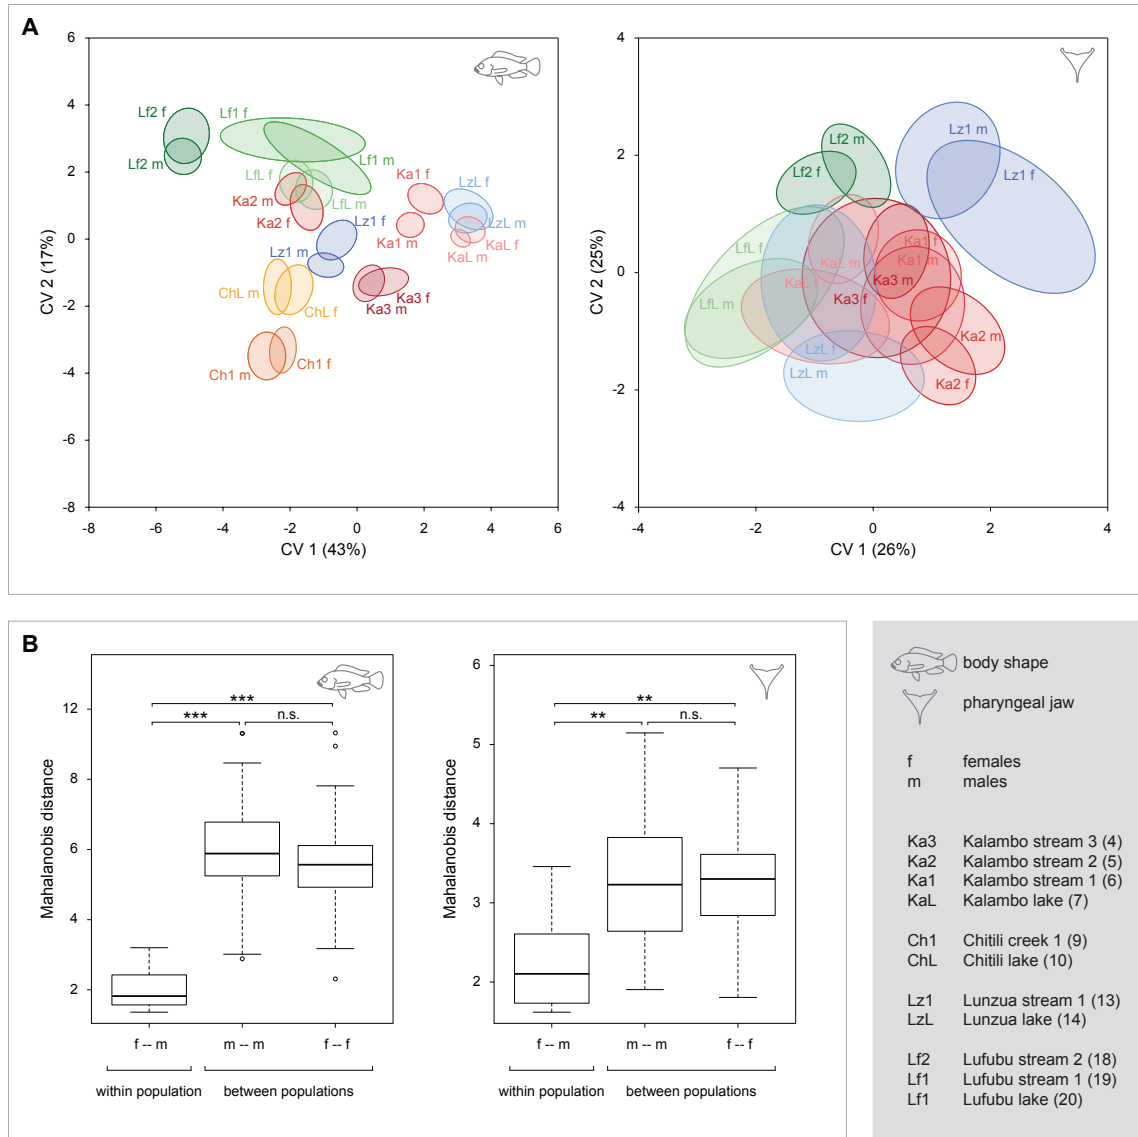 A
6
4
2
0
-2
-4
-6
-8
-8
-6
-4
-2
0
2
4
6
CV 2 (17%)
CV 1 (43%)
Lf2 f
Lf2 m
Lf1 f
Lf1 m
LfL f
LfL m
Ka2 m
Ka2 f
Ka1 f
Ka1 m
LzL f
LzL m
KaL f
KaL m
Lz1 f
Lz1 m
ChL m
ChL f
Ka3 f
Ka3 m
Ch1 m
Ch1 f
4
2
0
-2
-4
-4
-2
0
2
4
CV 2 (25%)
CV 1 (26%)
Lz1 m
Lz1 f
Lf2 m
Lf2 f
LfL f
LfL m
KaL m
KaL f
Ka1 f
Ka1 m
Ka3 m
Ka3 f
LzL f
LzL m
Ka2 m
Ka2 f
B
12
10
8
6
4
2
Mahalanobis distance
***
***
n.s.
f -- m
m -- m
f -- f
within population
between populations
6
5
4
3
2
Mahalanobis distance
**
**
n.s.
f -- m
m -- m
f -- f
within population
between populations
body shape
pharyngeal jaw
f females
m males
Ka3 Kalambo stream 3 (4)
Ka2 Kalambo stream 2 (5)
Ka1 Kalambo stream 1 (6)
KaL Kalambo lake (7)
Ch1 Chitili creek 1 (9)
ChL Chitili lake (10)
Lz1 Lunzua stream 1 (13)
LzL Lunzua lake (14)
Lf2 Lufubu stream 2 (18)
Lf1 Lufubu stream 1 (19)
Lf1 Lufubu lake (20)